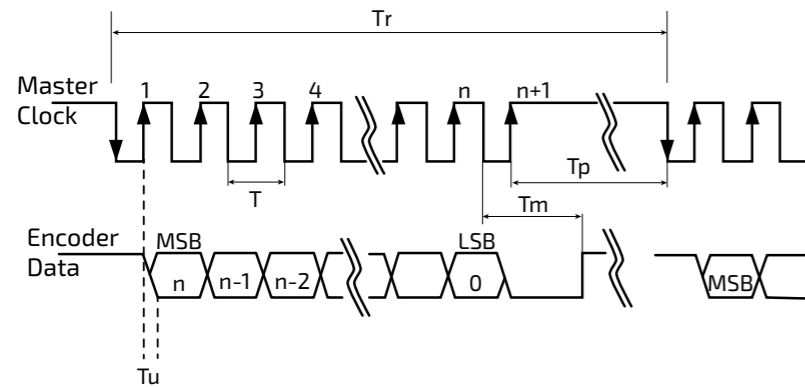 Tr
Master
Clock
1 2 3 4 n n+1
T
Tp
Tm
Encoder
Data
MSB LSB
n n-1 n-2 0 MSB
Tu